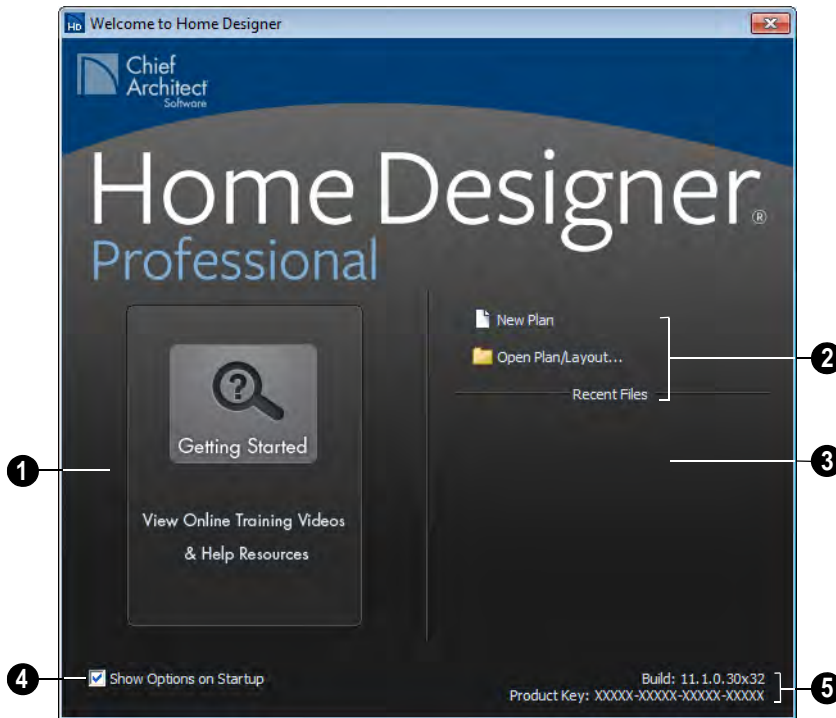 HD Welcome to Home Designer
Chief
Architect
Software
Home Designer®
Professional
New Plan
Open Plan/Layout...
2
Recent Files
Getting Started
1
3
View Online Training Videos
& Help Resources
4
Show Options on Startup
Build: 11.1.0.30x32
Product Key: XXXXX-XXXXX-XXXXX-XXXXX
5